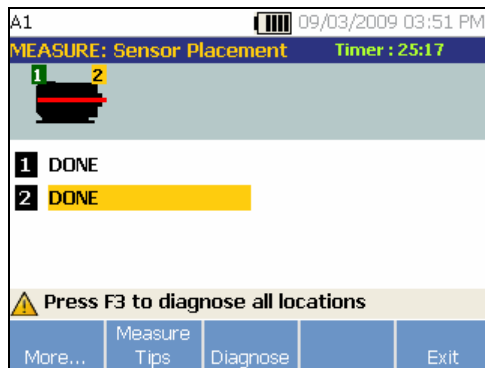 A1 09/03/2009 03:51 PM
MEASURE: Sensor Placement Timer : 25:17
1 2
1 DONE
2 DONE
Press F3 to diagnose all locations
More... Measure Tips Diagnose Exit